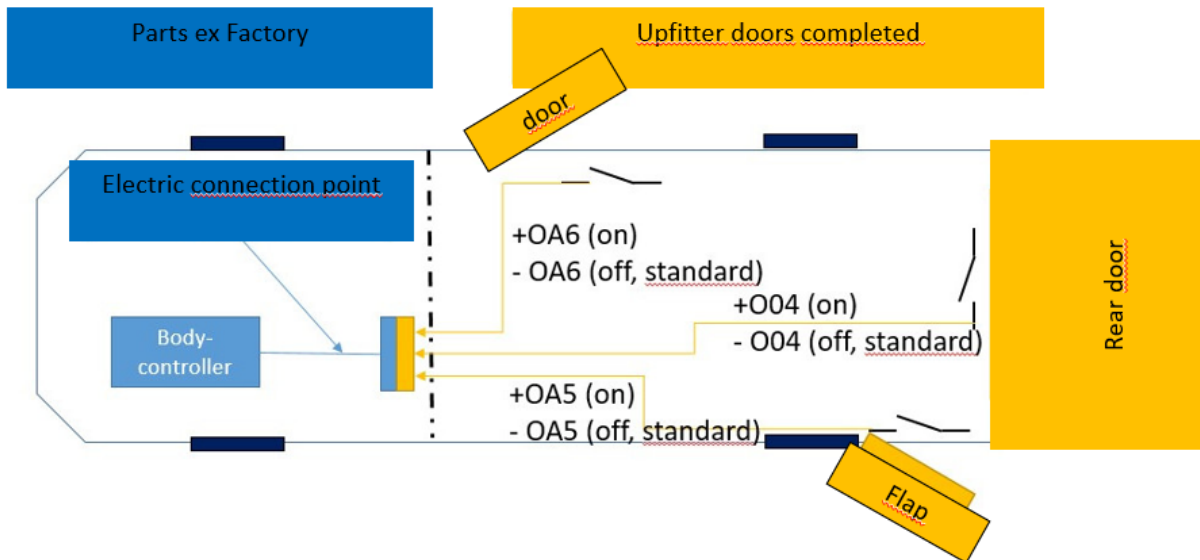 Parts ex Factory
Upfitter doors completed
door
Electric connection point
+OA6 (on)
- OA6 (off, standard)
+O04 (on)
- O04 (off, standard)
Rear door
Body-
controller
+OA5 (on)
- OA5 (off, standard)
Flap